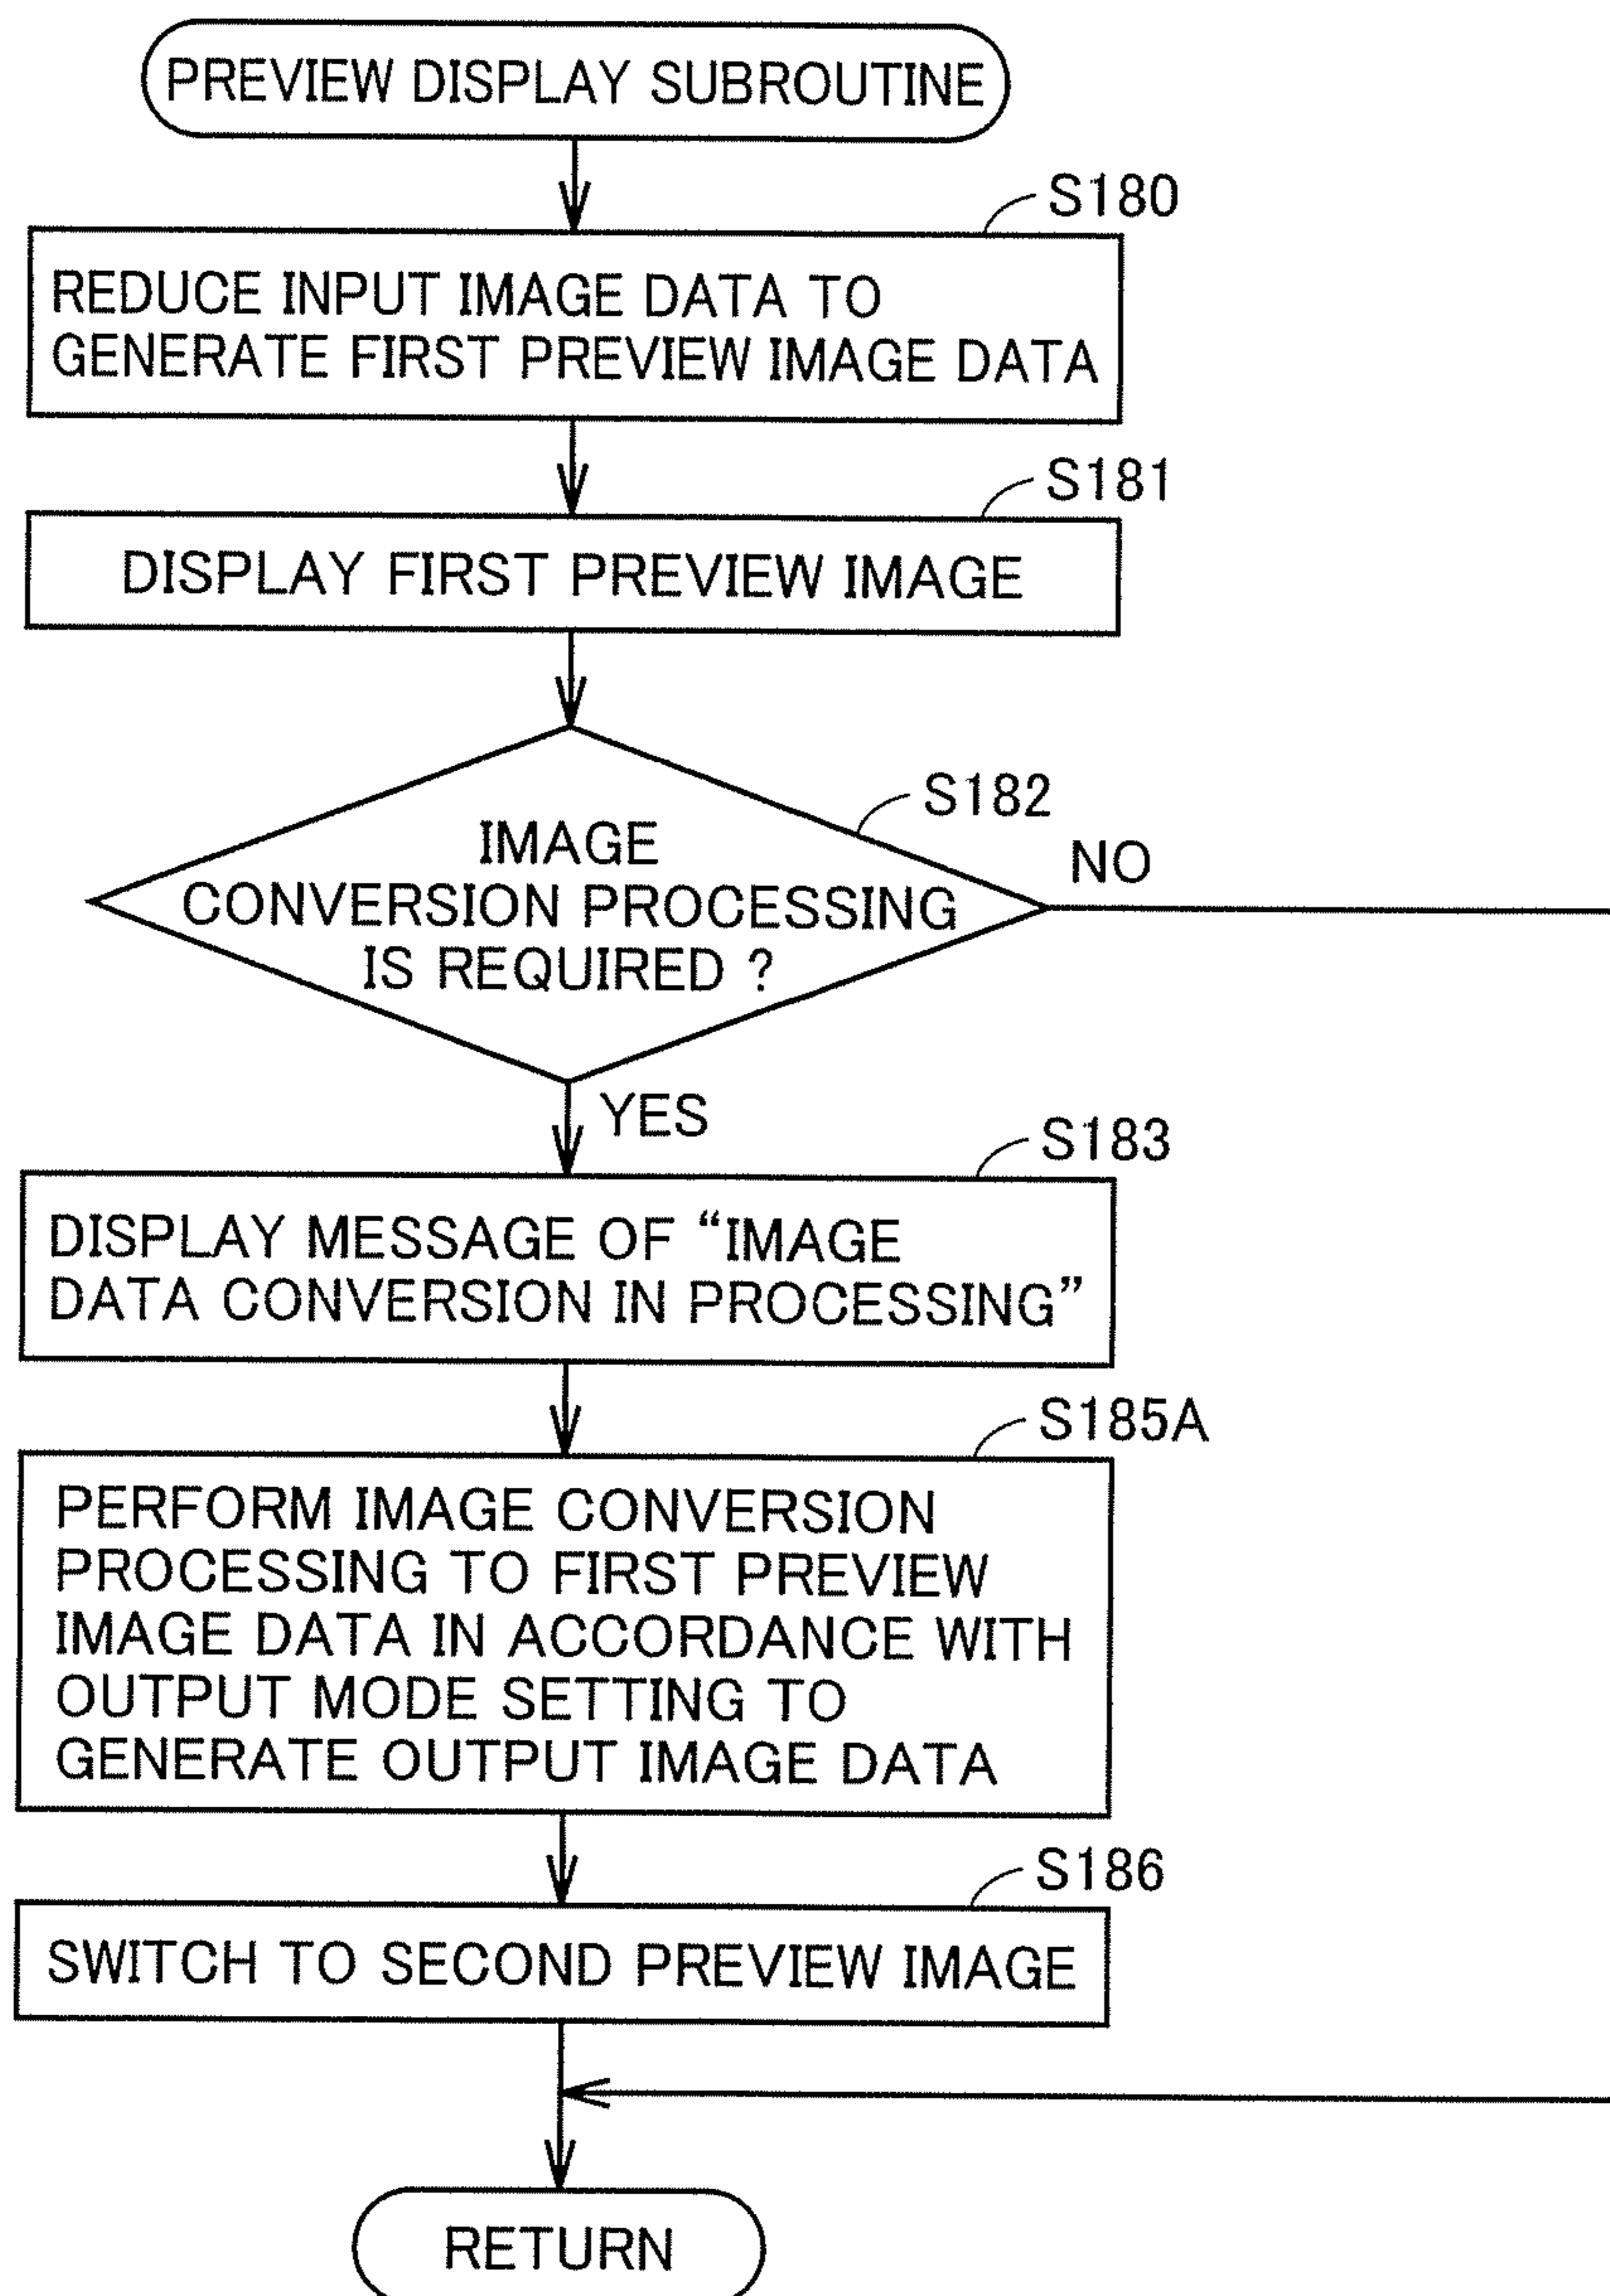 PREVIEW DISPLAY SUBROUTINE
S180
REDUCE INPUT IMAGE DATA TO
GENERATE FIRST PREVIEW IMAGE DATA
S181
DISPLAY FIRST PREVIEW IMAGE
S182
IMAGE
CONVERSION PROCESSING
IS REQUIRED ?
NO
YES
S183
DISPLAY MESSAGE OF “IMAGE
DATA CONVERSION IN PROCESSING”
S185A
PERFORM IMAGE CONVERSION
PROCESSING TO FIRST PREVIEW
IMAGE DATA IN ACCORDANCE WITH
OUTPUT MODE SETTING TO
GENERATE OUTPUT IMAGE DATA
S186
SWITCH TO SECOND PREVIEW IMAGE
RETURN